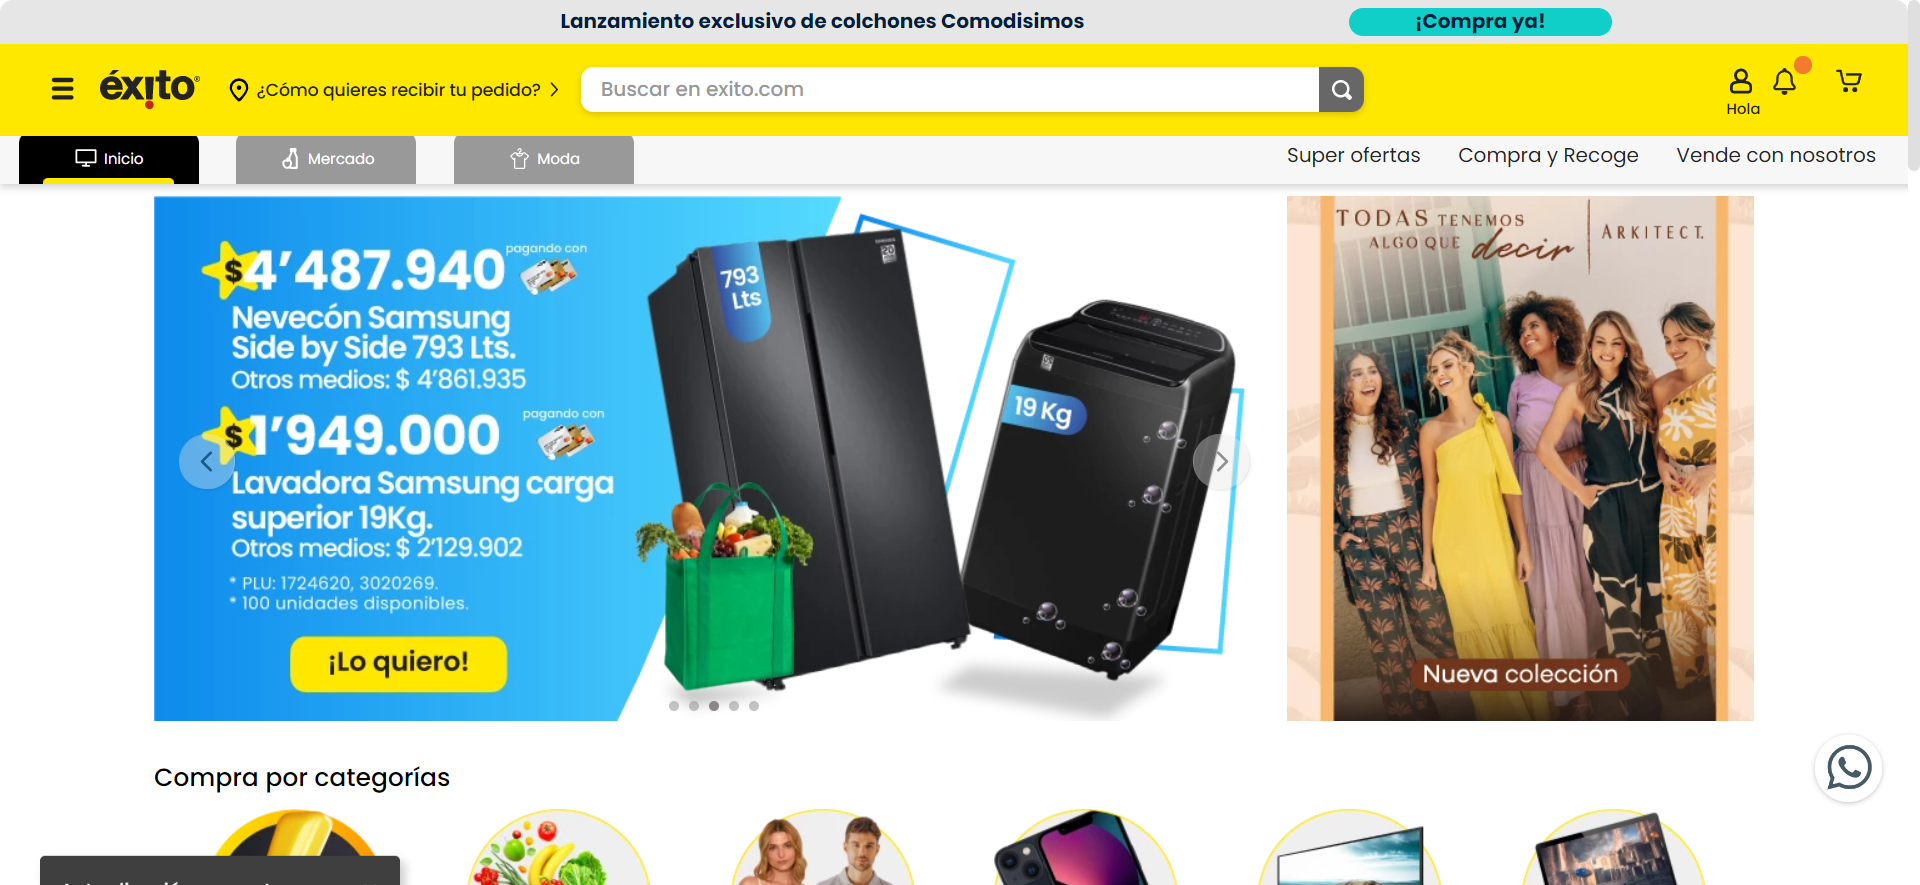 Lanzamiento exclusivo de colchones Comodisimos
¡Compra ya!
éxito
¿Cómo quieres recibir tu pedido?
Buscar en exito.com
Hola
Inicio
Mercado
Moda
Super ofertas
Compra y Recoge
Vende con nosotros
$4'487.940
pagando con
Nevecón Samsung
Side by Side 793 Lts.
Otros medios: $ 4'861.935
$1'949.000
pagando con
Lavadora Samsung carga
superior 19Kg.
Otros medios: $ 2'129.902
* PLU: 1724620, 3020269.
* 100 unidades disponibles.
¡Lo quiero!
793
Lts
SAMSUNG
20
19 Kg
TODAS TENEMOS
ALGO QUE decir
ARKITECT.
Nueva colección
Compra por categorías